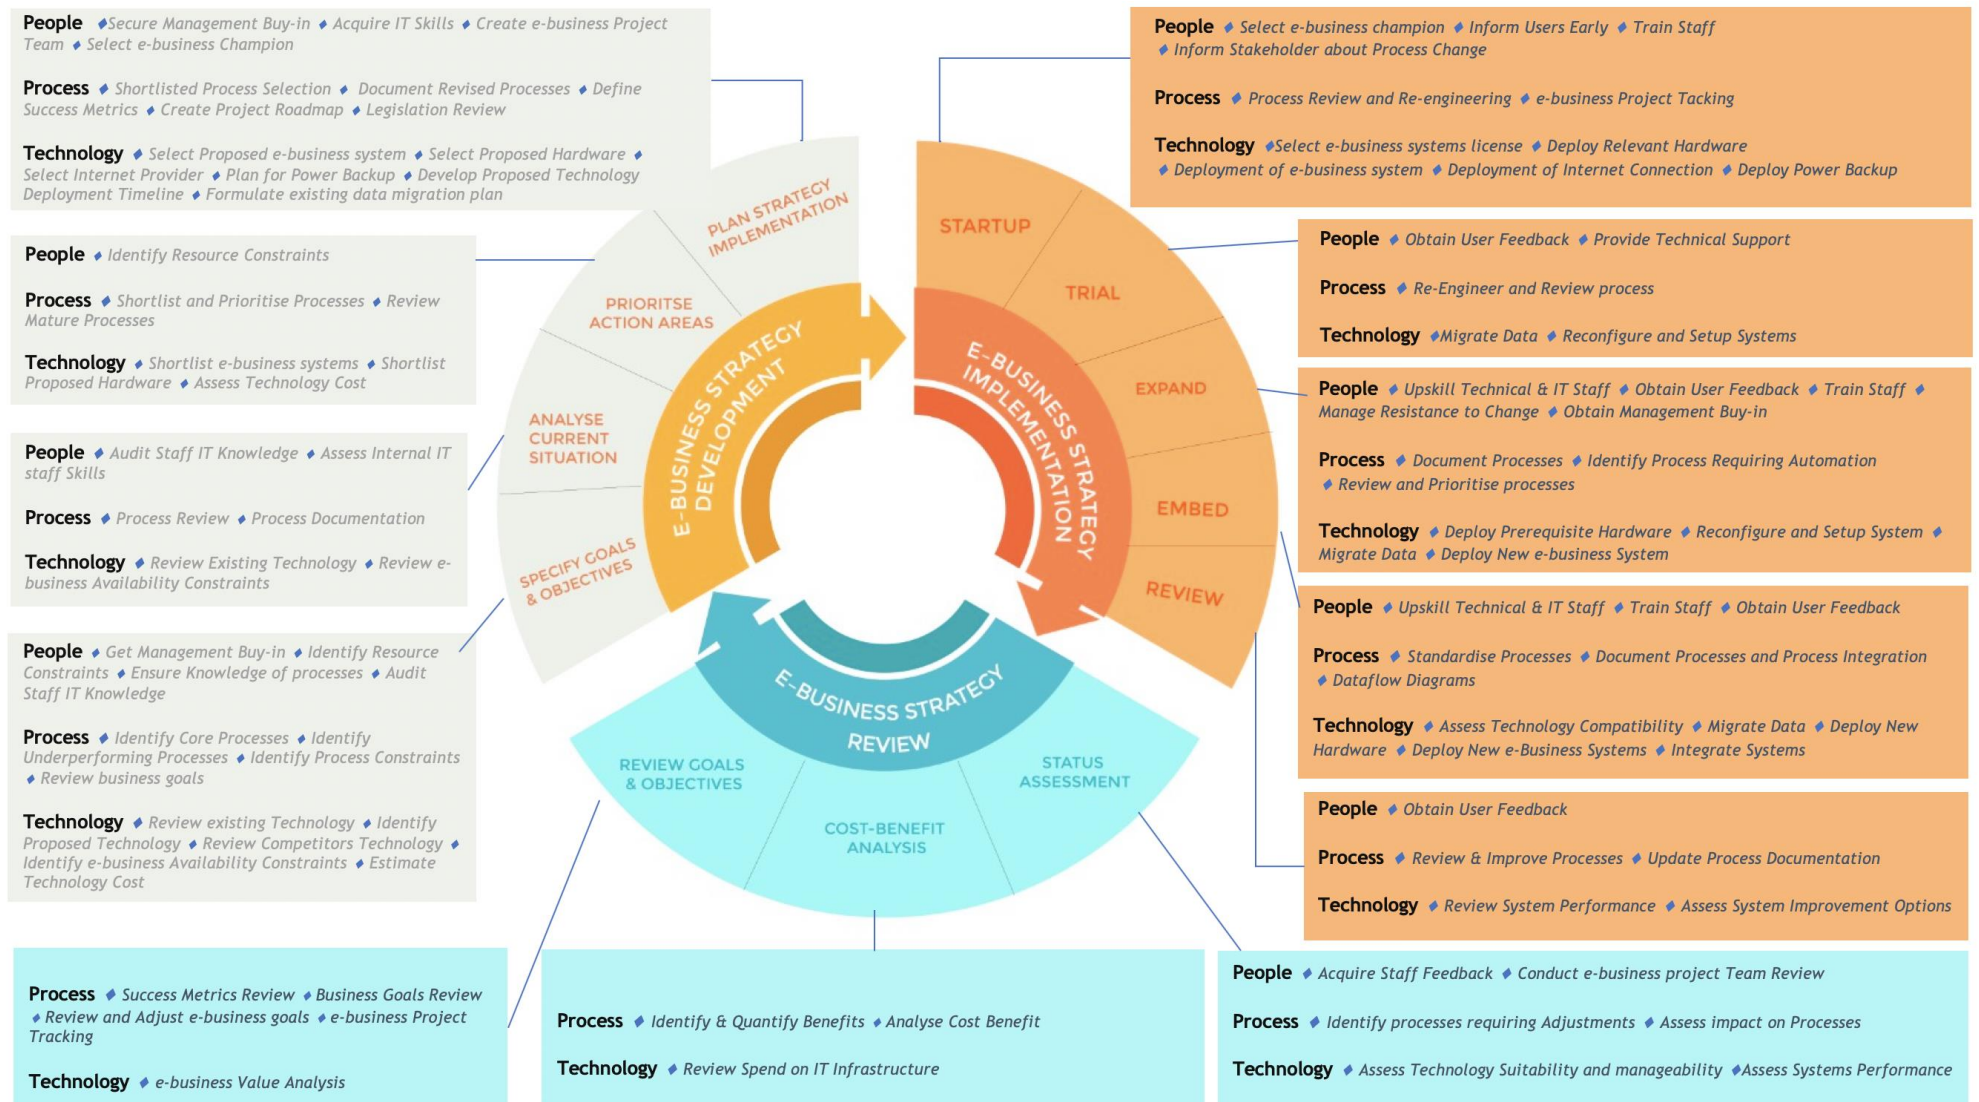 People ♦Secure Management Buy-in ♦ Acquire IT Skills ♦ Create e-business Project
Team ♦ Select e-business Champion
Process ♦ Shortlisted Process Selection ♦ Document Revised Processes ♦ Define
Success Metrics ♦ Create Project Roadmap ♦ Legislation Review
Technology ♦ Select Proposed e-business system ♦ Select Proposed Hardware ♦
Select Internet Provider ♦ Plan for Power Backup ♦ Develop Proposed Technology
Deployment Timeline ♦ Formulate existing data migration plan
People ♦ Identify Resource Constraints
Process ♦ Shortlist and Prioritise Processes ♦ Review
Mature Processes
Technology ♦ Shortlist e-business systems ♦ Shortlist
Proposed Hardware ♦ Assess Technology Cost
People ♦ Audit Staff IT Knowledge ♦ Assess Internal IT
staff Skills
Process ♦ Process Review ♦ Process Documentation
Technology ♦ Review Existing Technology ♦ Review e-
business Availability Constraints
People ♦ Get Management Buy-in ♦ Identify Resource
Constraints ♦ Ensure Knowledge of processes ♦ Audit
Staff IT Knowledge
Process ♦ Identify Core Processes ♦ Identify
Underperforming Processes ♦ Identify Process Constraints
♦ Review business goals
Technology ♦ Review existing Technology ♦ Identify
Proposed Technology ♦ Review Competitors Technology ♦
Identify e-business Availability Constraints ♦ Estimate
Technology Cost
PLAN STRATEGY
IMPLEMENTATION
PRIORITSE
ACTION AREAS
ANALYSE
CURRENT
SITUATION
SPECIFY GOALS
& OBJECTIVES
E-BUSINESS STRATEGY
DEVELOPMENT
STARTUP
TRIAL
EXPAND
EMBED
REVIEW
E-BUSINESS STRATEGY
IMPLEMENTATION
E-BUSINESS STRATEGY
REVIEW
REVIEW GOALS
& OBJECTIVES
COST-BENEFIT
ANALYSIS
STATUS
ASSESSMENT
People ♦ Select e-business champion ♦ Inform Users Early ♦ Train Staff
♦ Inform Stakeholder about Process Change
Process ♦ Process Review and Re-engineering ♦ e-business Project Tacking
Technology ♦Select e-business systems license ♦ Deploy Relevant Hardware
♦ Deployment of e-business system ♦ Deployment of Internet Connection ♦ Deploy Power Backup
People ♦ Obtain User Feedback ♦ Provide Technical Support
Process ♦ Re-Engineer and Review process
Technology ♦Migrate Data ♦ Reconfigure and Setup Systems
People ♦ Upskill Technical & IT Staff ♦ Obtain User Feedback ♦ Train Staff ♦
Manage Resistance to Change ♦ Obtain Management Buy-in
Process ♦ Document Processes ♦ Identify Process Requiring Automation
♦ Review and Prioritise processes
Technology ♦ Deploy Prerequisite Hardware ♦ Reconfigure and Setup System ♦
Migrate Data ♦ Deploy New e-business System
People ♦ Upskill Technical & IT Staff ♦ Train Staff ♦ Obtain User Feedback
Process ♦ Standardise Processes ♦ Document Processes and Process Integration
♦ Dataflow Diagrams
Technology ♦ Assess Technology Compatibility ♦ Migrate Data ♦ Deploy New
Hardware ♦ Deploy New e-Business Systems ♦ Integrate Systems
People ♦ Obtain User Feedback
Process ♦ Review & Improve Processes ♦ Update Process Documentation
Technology ♦ Review System Performance ♦ Assess System Improvement Options
Process ♦ Success Metrics Review ♦ Business Goals Review
♦ Review and Adjust e-business goals ♦ e-business Project
Tracking
Technology ♦ e-business Value Analysis
Process ♦ Identify & Quantify Benefits ♦ Analyse Cost Benefit
Technology ♦ Review Spend on IT Infrastructure
People ♦ Acquire Staff Feedback ♦ Conduct e-business project Team Review
Process ♦ Identify processes requiring Adjustments ♦ Assess impact on Processes
Technology ♦ Assess Technology Suitability and manageability ♦Assess Systems Performance